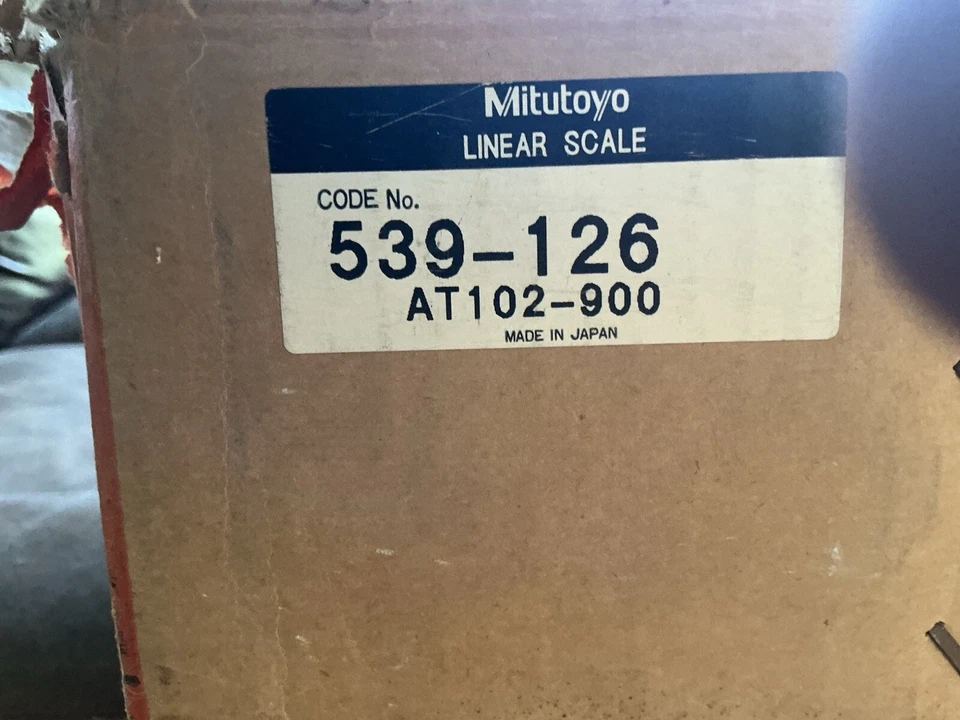 Mitutoyo
LINEAR SCALE
CODE No.
539-126
AT102-900
MADE IN JAPAN